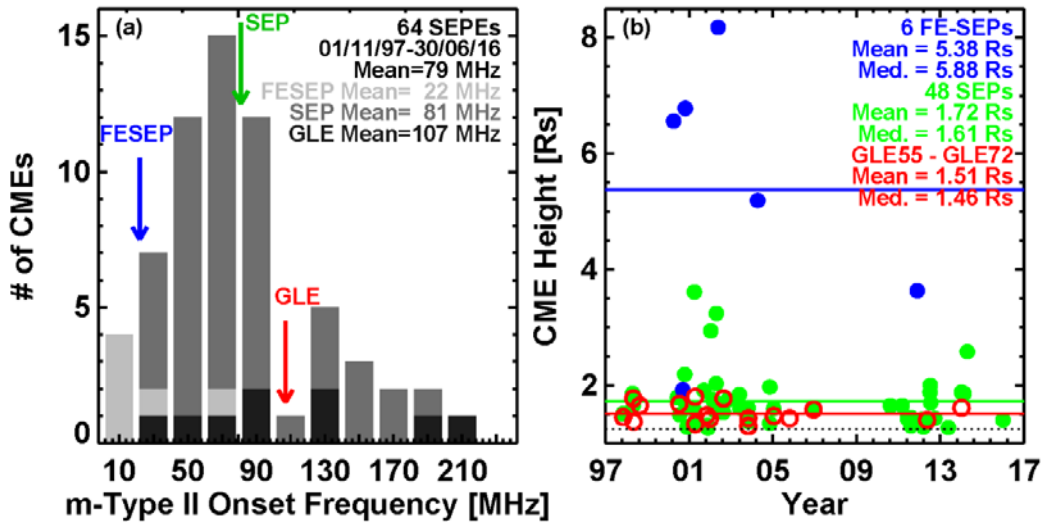 (a)
64 SEPEs
01/11/97-30/06/16
Mean=79 MHz
FESEP Mean= 22 MHz
SEP Mean= 81 MHz
GLE Mean=107 MHz
SEP
FESEP
GLE
15
10
5
0
# of CMEs
10 50 90 130 170 210
m-Type II Onset Frequency [MHz]
(b)
6 FE-SEPs
Mean = 5.38 Rs
Med. = 5.88 Rs
48 SEPs
Mean = 1.72 Rs
Med. = 1.61 Rs
GLE55 - GLE72
Mean = 1.51 Rs
Med. = 1.46 Rs
8
6
4
2
CME Height [Rs]
97 01 05 09 13 17
Year